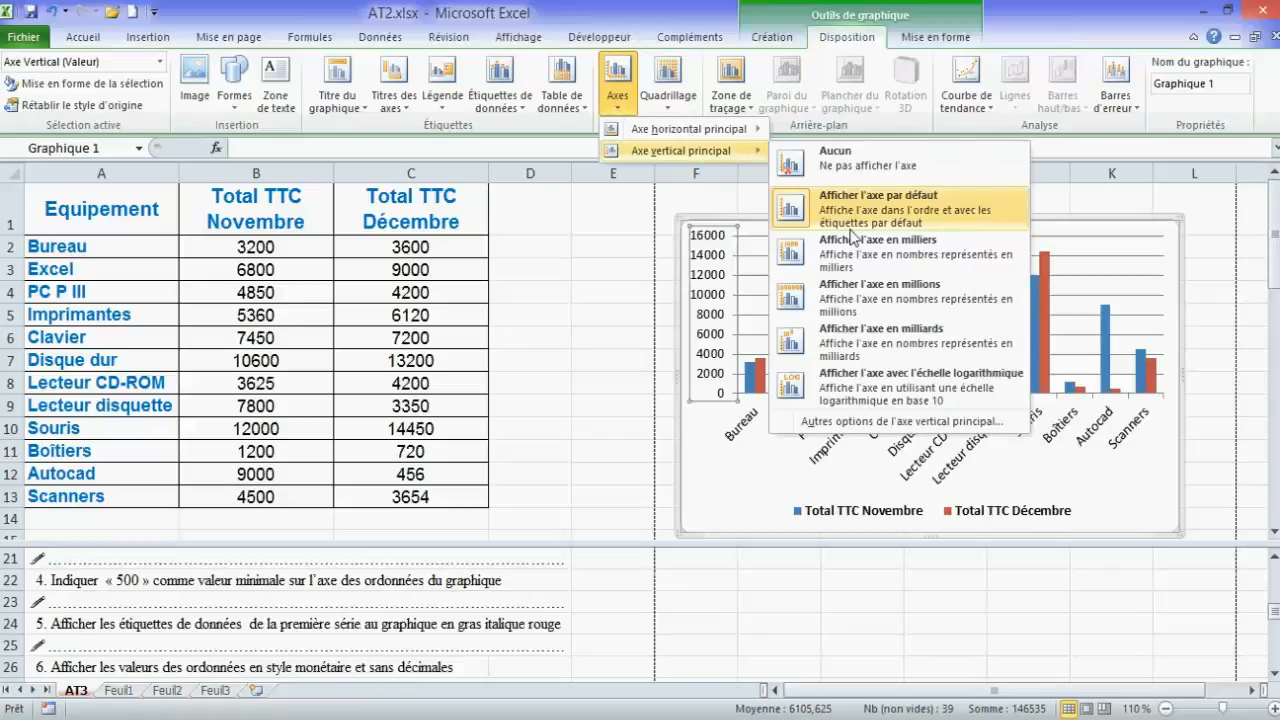 AT2.xlsx - Microsoft Excel
Outils de graphique
Fichier Accueil Insertion Mise en page Formules Données Révision Affichage Développeur Compléments Création Disposition Mise en forme
Axe Vertical (Valeur)
Mise en forme de la sélection
Rétablir le style d'origine
Sélection active
Image
Formes
Zone
de texte
Insertion
Titre du
graphique
Titres des
axes
Légende
Étiquettes de
données
Table de
données
Étiquettes
Axes
Quadrillage
Zone de
traçage
Paroi du
graphique
Plancher du
graphique
Rotation
3D
Arrière-plan
Courbe de
tendance
Lignes
Barres
haut/bas
Barres
d'erreur
Analyse
Nom du graphique :
Graphique 1
Propriétés
Axe horizontal principal
Axe vertical principal
Graphique 1
fx
Aucun
Ne pas afficher l'axe
Afficher l'axe par défaut
Affiche l'axe dans l'ordre et avec les
étiquettes par défaut
Afficher l'axe en milliers
Affiche l'axe en nombres représentés en
milliers
Afficher l'axe en millions
Affiche l'axe en nombres représentés en
millions
Afficher l'axe en milliards
Affiche l'axe en nombres représentés en
milliards
Afficher l'axe avec l'échelle logarithmique
Affiche l'axe en utilisant une échelle
logarithmique en base 10
Autres options de l'axe vertical principal...
A B C D E F K L
1 Equipement Total TTC Novembre Total TTC Décembre
2 Bureau 3200 3600
3 Excel 6800 9000
4 PC P III 4850 4200
5 Imprimantes 5360 6120
6 Clavier 7450 7200
7 Disque dur 10600 13200
8 Lecteur CD-ROM 3625 4200
9 Lecteur disquette 7800 3350
10 Souris 12000 14450
11 Boîtiers 1200 720
12 Autocad 9000 456
13 Scanners 4500 3654
14
15
16000
14000
12000
10000
8000
6000
4000
2000
0
Bureau
Lecteur CD
Lecteur disq
Boîtiers
Autocad
Scanners
Total TTC Novembre Total TTC Décembre
21
22 4. Indiquer « 500 » comme valeur minimale sur l'axe des ordonnées du graphique
23
24 5. Afficher les étiquettes de données de la première série au graphique en gras italique rouge
25
26 6. Afficher les valeurs des ordonnées en style monétaire et sans décimales
AT3 Feuil1 Feuil2 Feuil3
Prêt Moyenne : 6105,625 Nb (non vides) : 39 Somme : 146535 110 %